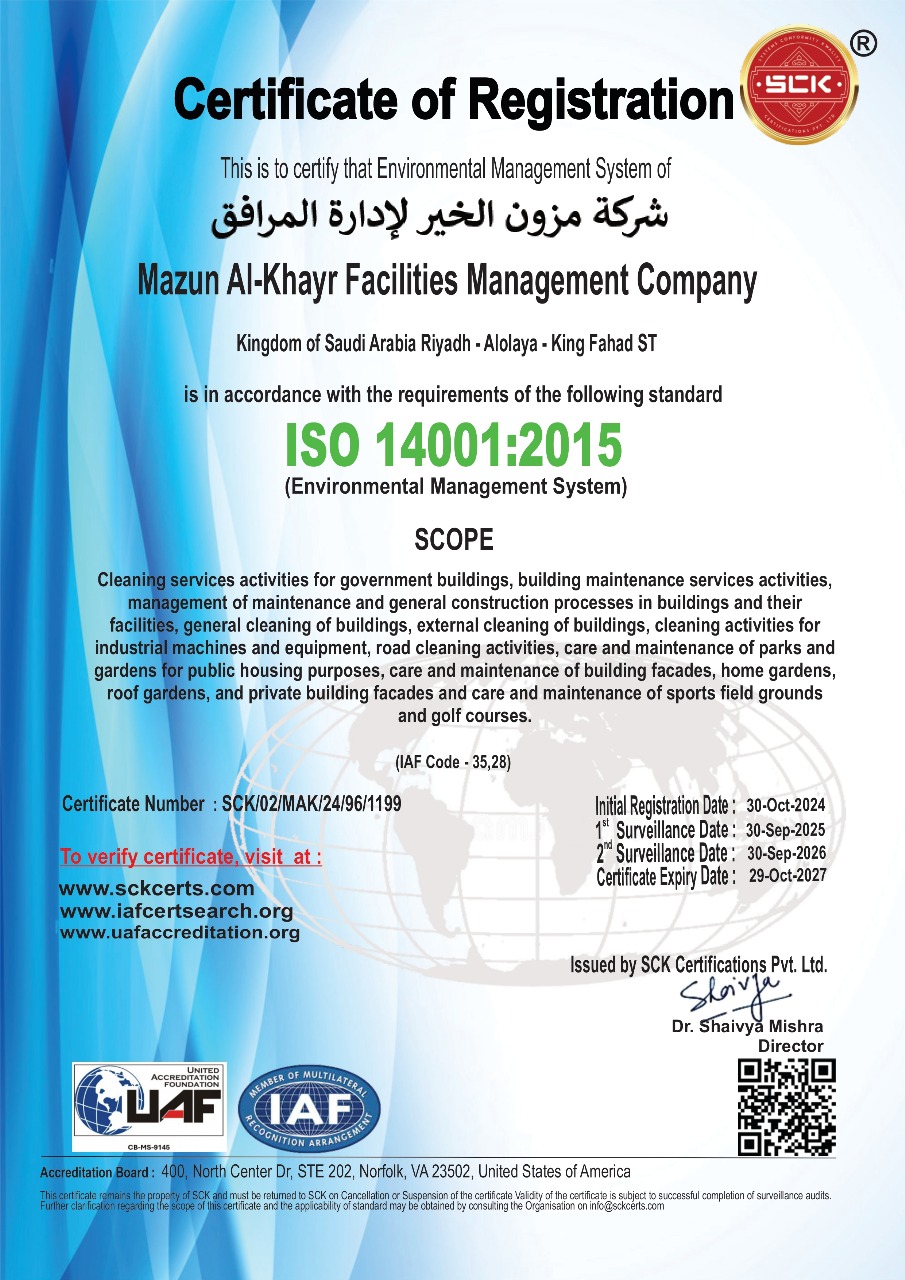 SYSTEMS CONFORMITY KWALITY
SCK
CERTIFICATIONS PVT. LTD
®
Certificate of Registration
This is to certify that Environmental Management System of
شركة مزون الخير لإدارة المرافق
Mazun Al-Khayr Facilities Management Company
Kingdom of Saudi Arabia Riyadh - Alolaya - King Fahad ST
is in accordance with the requirements of the following standard
ISO 14001:2015
(Environmental Management System)
SCOPE
Cleaning services activities for government buildings, building maintenance services activities,
management of maintenance and general construction processes in buildings and their
facilities, general cleaning of buildings, external cleaning of buildings, cleaning activities for
industrial machines and equipment, road cleaning activities, care and maintenance of parks and
gardens for public housing purposes, care and maintenance of building facades, home gardens,
roof gardens, and private building facades and care and maintenance of sports field grounds
and golf courses.
(IAF Code - 35,28)
Certificate Number : SCK/02/MAK/24/96/1199
Initial Registration Date : 30-Oct-2024
1st Surveillance Date : 30-Sep-2025
2nd Surveillance Date : 30-Sep-2026
Certificate Expiry Date : 29-Oct-2027
To verify certificate, visit at :
www.sckcerts.com
www.iafcertsearch.org
www.uafaccreditation.org
Issued by SCK Certifications Pvt. Ltd.
Shaivya
Dr. Shaivya Mishra
Director
UNITED
ACCREDITATION
FOUNDATION
UAF
CB-MS-9145
MEMBER OF MULTILATERAL
IAF
RECOGNITION ARRANGEMENT
Accreditation Board : 400, North Center Dr, STE 202, Norfolk, VA 23502, United States of America
This certificate remains the property of SCK and must be returned to SCK on Cancellation or Suspension of the certificate Validity of the certificate is subject to successful completion of surveillance audits.
Further clarification regarding the scope of this certificate and the applicability of standard may be obtained by consulting the Organisation on info@sckcerts.com